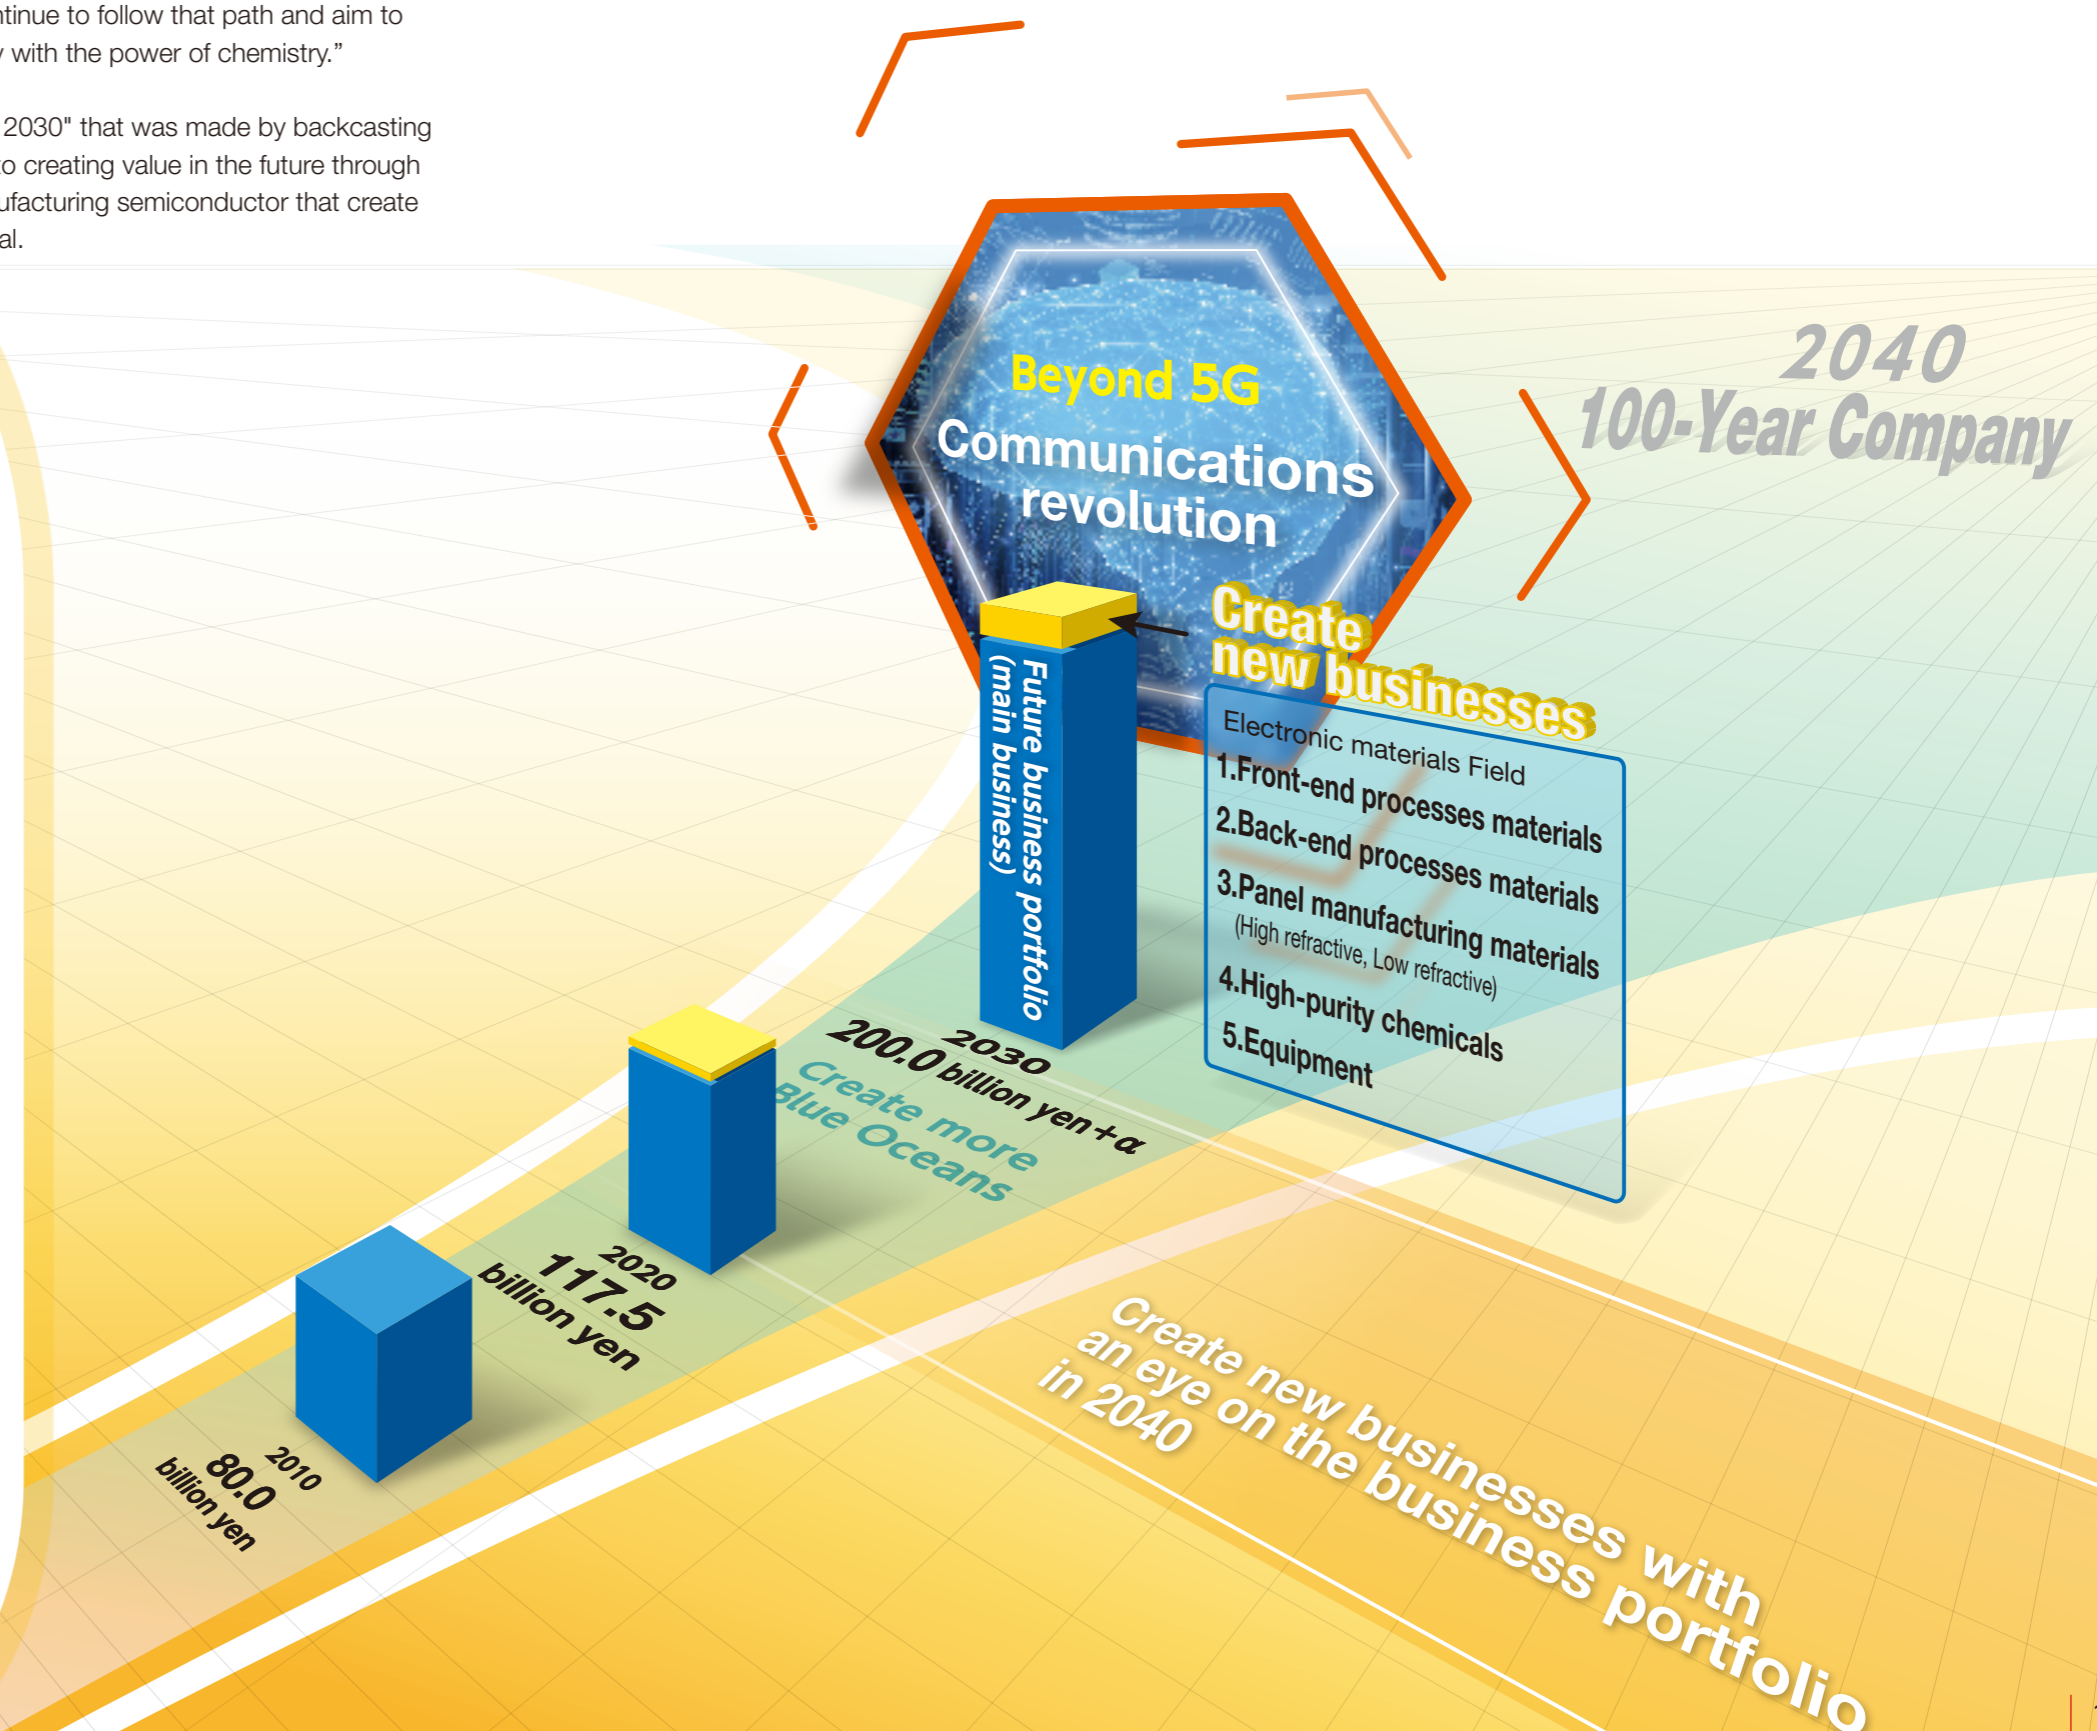 ntinue to follow that path and aim to
with the power of chemistry.”
2030" that was made by backcasting
to creating value in the future through
ufacturing semiconductor that create
al.
2040
100-Year Company
Beyond 5G
Communications
revolution
Create
new businesses
Future business portfolio
(main business)
Electronic materials Field
1.Front-end processes materials
2.Back-end processes materials
3.Panel manufacturing materials
(High refractive, Low refractive)
4.High-purity chemicals
5.Equipment
2030
200.0 billion yen+α
Create more
Blue Oceans
2020
117.5
billion yen
2010
80.0
billion yen
Create new businesses with
an eye on the business portfolio
in 2040